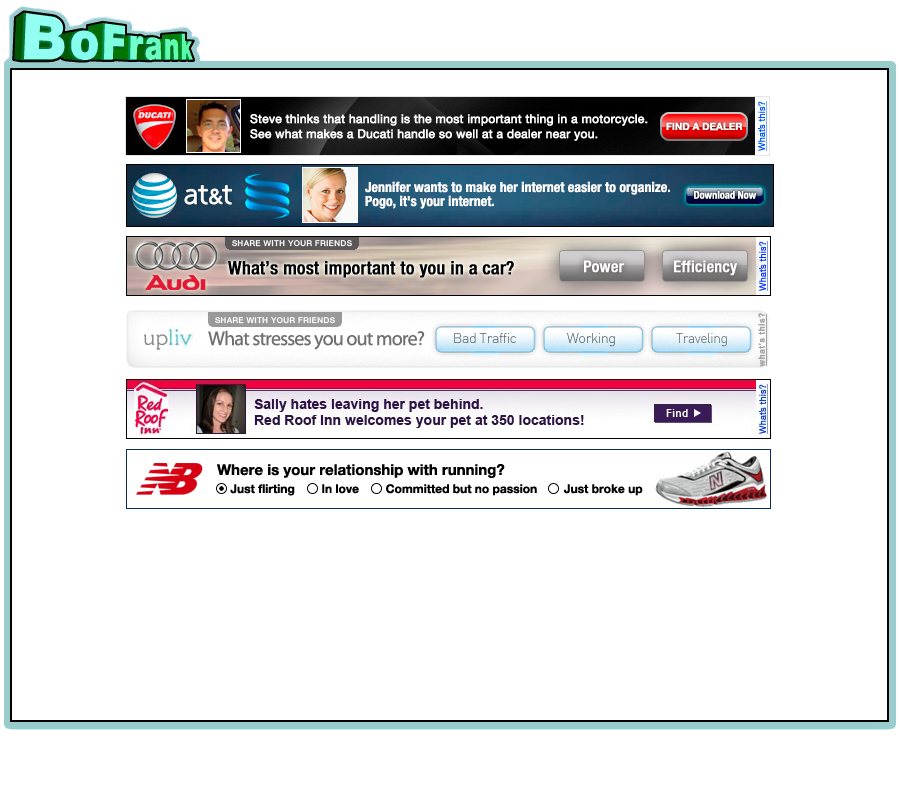 BoFrank
DUCATI
Steve thinks that handling is the most important thing in a motorcycle.
See what makes a Ducati handle so well at a dealer near you.
FIND A DEALER
What's this?
at&t
Jennifer wants to make her internet easier to organize.
Pogo, it's your internet.
Download Now
SHARE WITH YOUR FRIENDS
Audi
What's most important to you in a car?
Power
Efficiency
What's this?
SHARE WITH YOUR FRIENDS
upliv
What stresses you out more?
Bad Traffic
Working
Traveling
what's this?
Red
Roof
Inn
Sally hates leaving her pet behind.
Red Roof Inn welcomes your pet at 350 locations!
Find
What's this?
NB
Where is your relationship with running?
Just flirting
In love
Committed but no passion
Just broke up
N